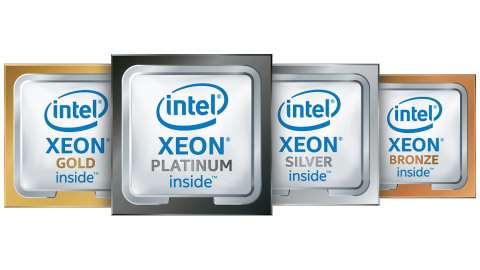 intel®
XEON®
GOLD
inside™
intel®
XEON®
PLATINUM
inside™
intel®
XEON®
SILVER
inside™
intel®
XEON®
BRONZE
inside™